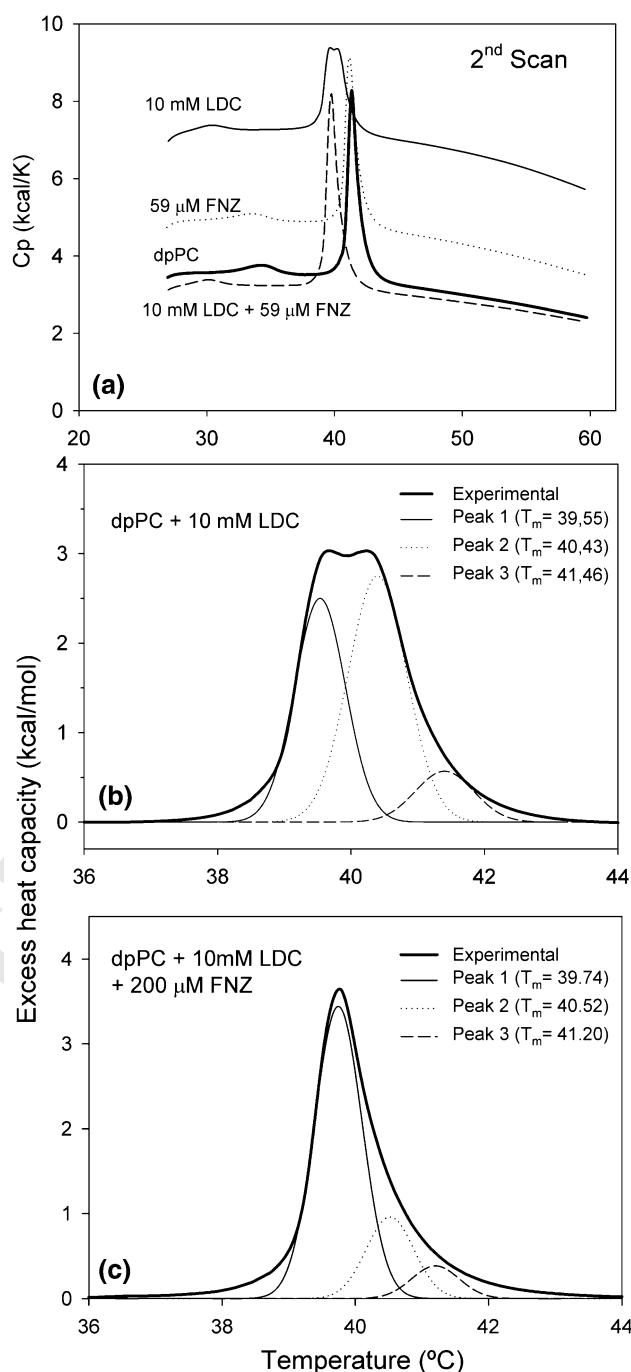 10
2nd Scan
8
10 mM LDC
6
59 µM FNZ
4
dpPC
10 mM LDC + 59 µM FNZ
2
(a)
0
20 30 40 50 60
Cp (kcal/K)
4
dpPC + 10 mM LDC
Experimental
Peak 1 (Tm= 39,55)
Peak 2 (Tm= 40,43)
Peak 3 (Tm= 41,46)
3
2
1
(b)
0
36 38 40 42 44
Excess heat capacity (kcal/mol)
4
dpPC + 10mM LDC
+ 200 µM FNZ
Experimental
Peak 1 (Tm= 39.74)
Peak 2 (Tm= 40.52)
Peak 3 (Tm= 41.20)
3
2
1
(c)
0
36 38 40 42 44
Temperature (ºC)